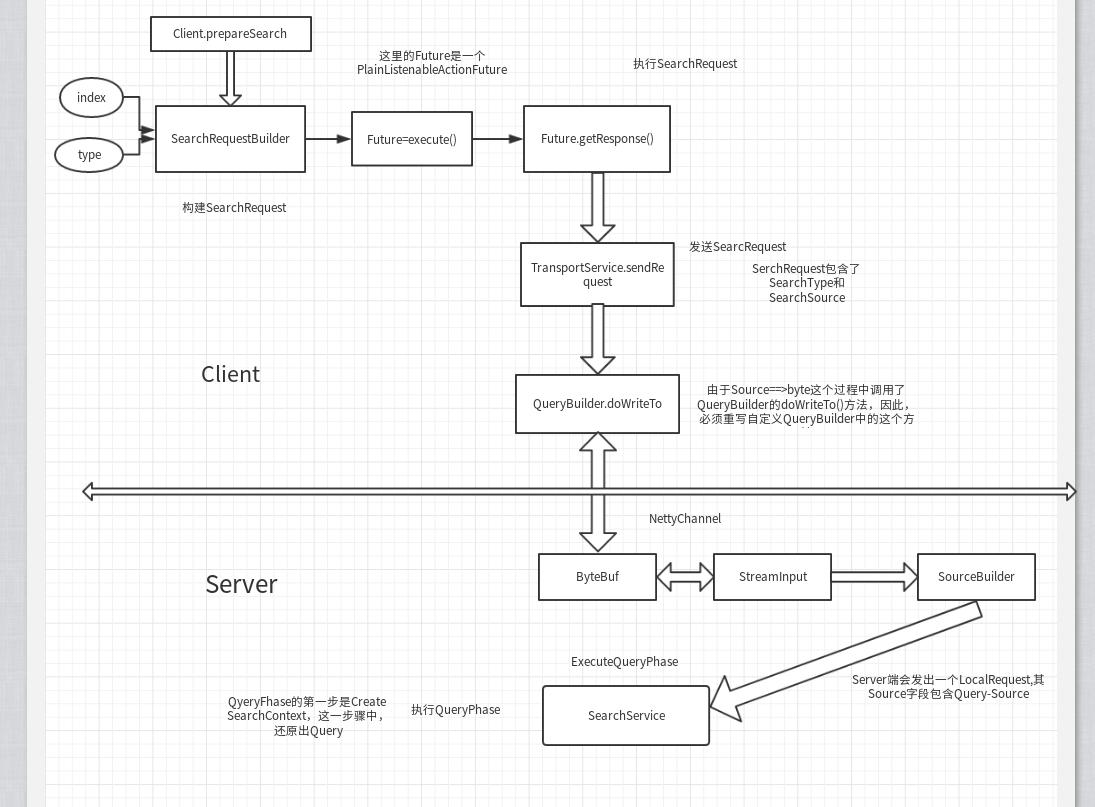 Client.prepareSearch
这里的Future是一个
PlainListenableActionFuture
执行SearchRequest
index
type
SearchRequestBuilder
Future=execute()
Future.getResponse()
构建SearchRequest
TransportService.sendRe
quest
发送SearcRequest
SerchRequest包含了
SearchType和
SearchSource
Client
QueryBuilder.doWriteTo
由于Source==>byte这个过程中调用了
QueryBuilder的doWriteTo()方法，因此，
必须重写自定义QueryBuilder中的这个方
NettyChannel
Server
ByteBuf
StreamInput
SourceBuilder
ExecuteQueryPhase
Server端会发出一个LocalRequest,其
Source字段包含Query-Source
QyeryFhase的第一步是Create
SearchContext，这一步骤中，
还原出Query
执行QueryPhase
SearchService